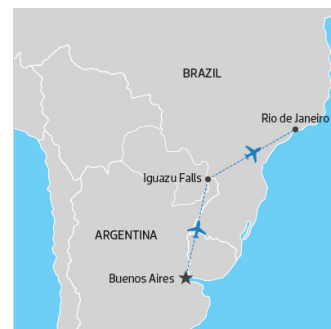 BRAZIL
Rio de Janeiro
Iguazu Falls
ARGENTINA
Buenos Aires